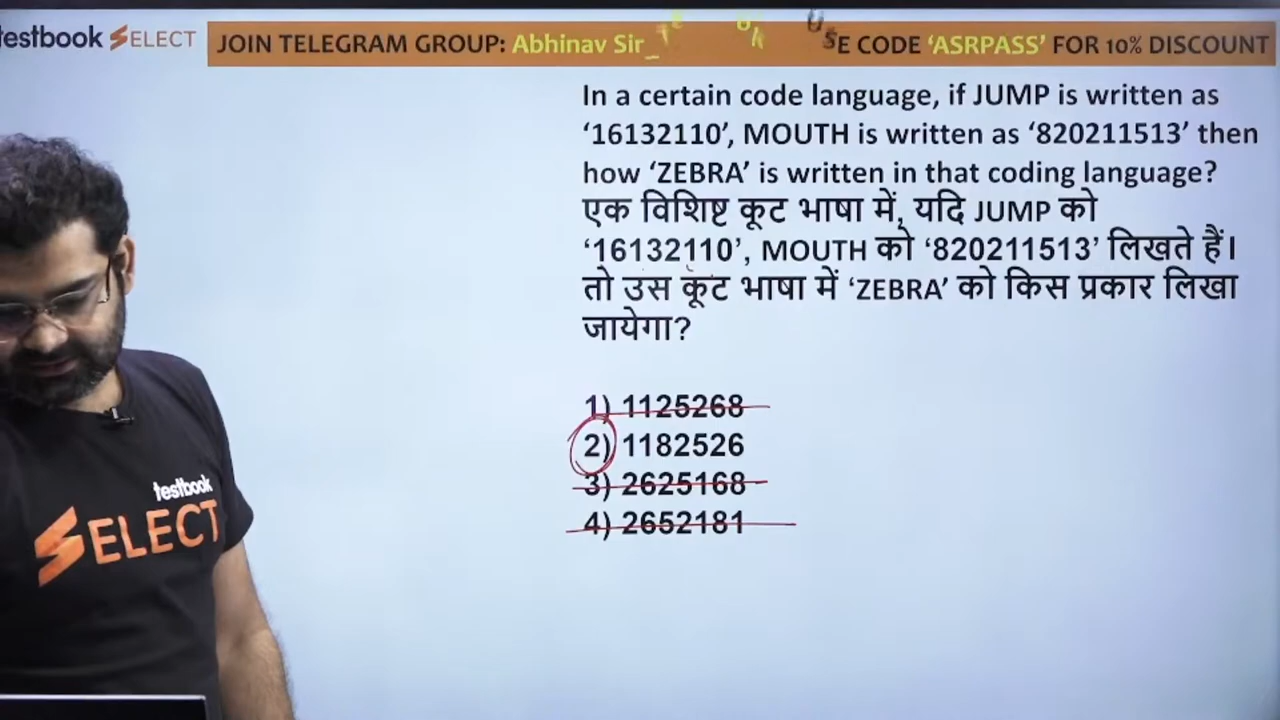 testbook SELECT
JOIN TELEGRAM GROUP: Abhinav Sir_
SE CODE 'ASRPASS' FOR 10% DISCOUNT
In a certain code language, if JUMP is written as
'16132110', MOUTH is written as '820211513' then
how 'ZEBRA' is written in that coding language?
एक विशिष्ट कूट भाषा में, यदि JUMP को
'16132110', MOUTH को '820211513' लिखते हैं।
तो उस कूट भाषा में 'ZEBRA' को किस प्रकार लिखा
जायेगा?
1) 1125268
2) 1182526
3) 2625168
4) 2652181
testbook
SELECT